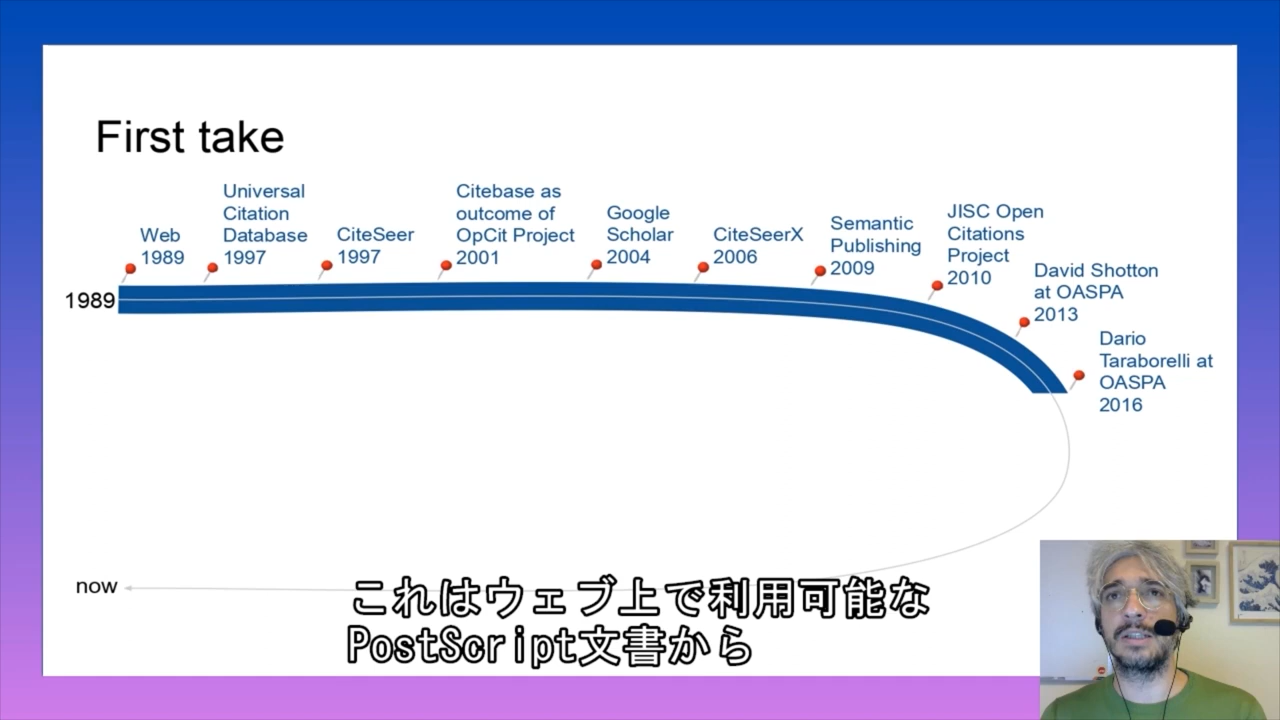 First take
Web
1989
Universal
Citation
Database
1997
CiteSeer
1997
Citebase as
outcome of
OpCit Project
2001
Google
Scholar
2004
CiteSeerX
2006
Semantic
Publishing
2009
JISC Open
Citations
Project
2010
David Shotton
at OASPA
2013
Dario
Taraborelli at
OASPA
2016
1989
now
これはウェブ上で利用可能な
PostScript文書から